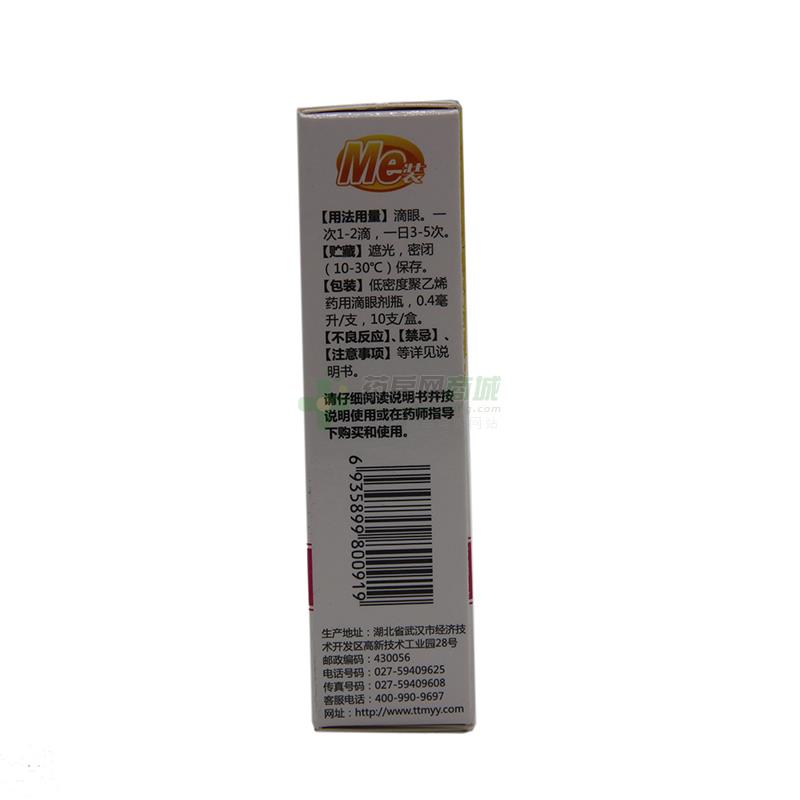 Me装
【用法用量】滴眼。一
次1-2滴，一日3-5次。
【贮藏】遮光，密闭
（10-30℃）保存。
【包装】低密度聚乙烯
药用滴眼剂瓶，0.4毫
升/支，10支/盒。
【不良反应】、【禁忌】、
【注意事项】等详见说
明书。
药房网商城
请仔细阅读说明书并按
说明使用或在药师指导
下购买和使用。
6 935899 800919
生产地址：湖北省武汉市经济技
术开发区高新技术工业园28号
邮政编码：430056
电话号码：027-59409625
传真号码：027-59409608
客服电话：400-990-9697
网址：http://www.ttmyy.com